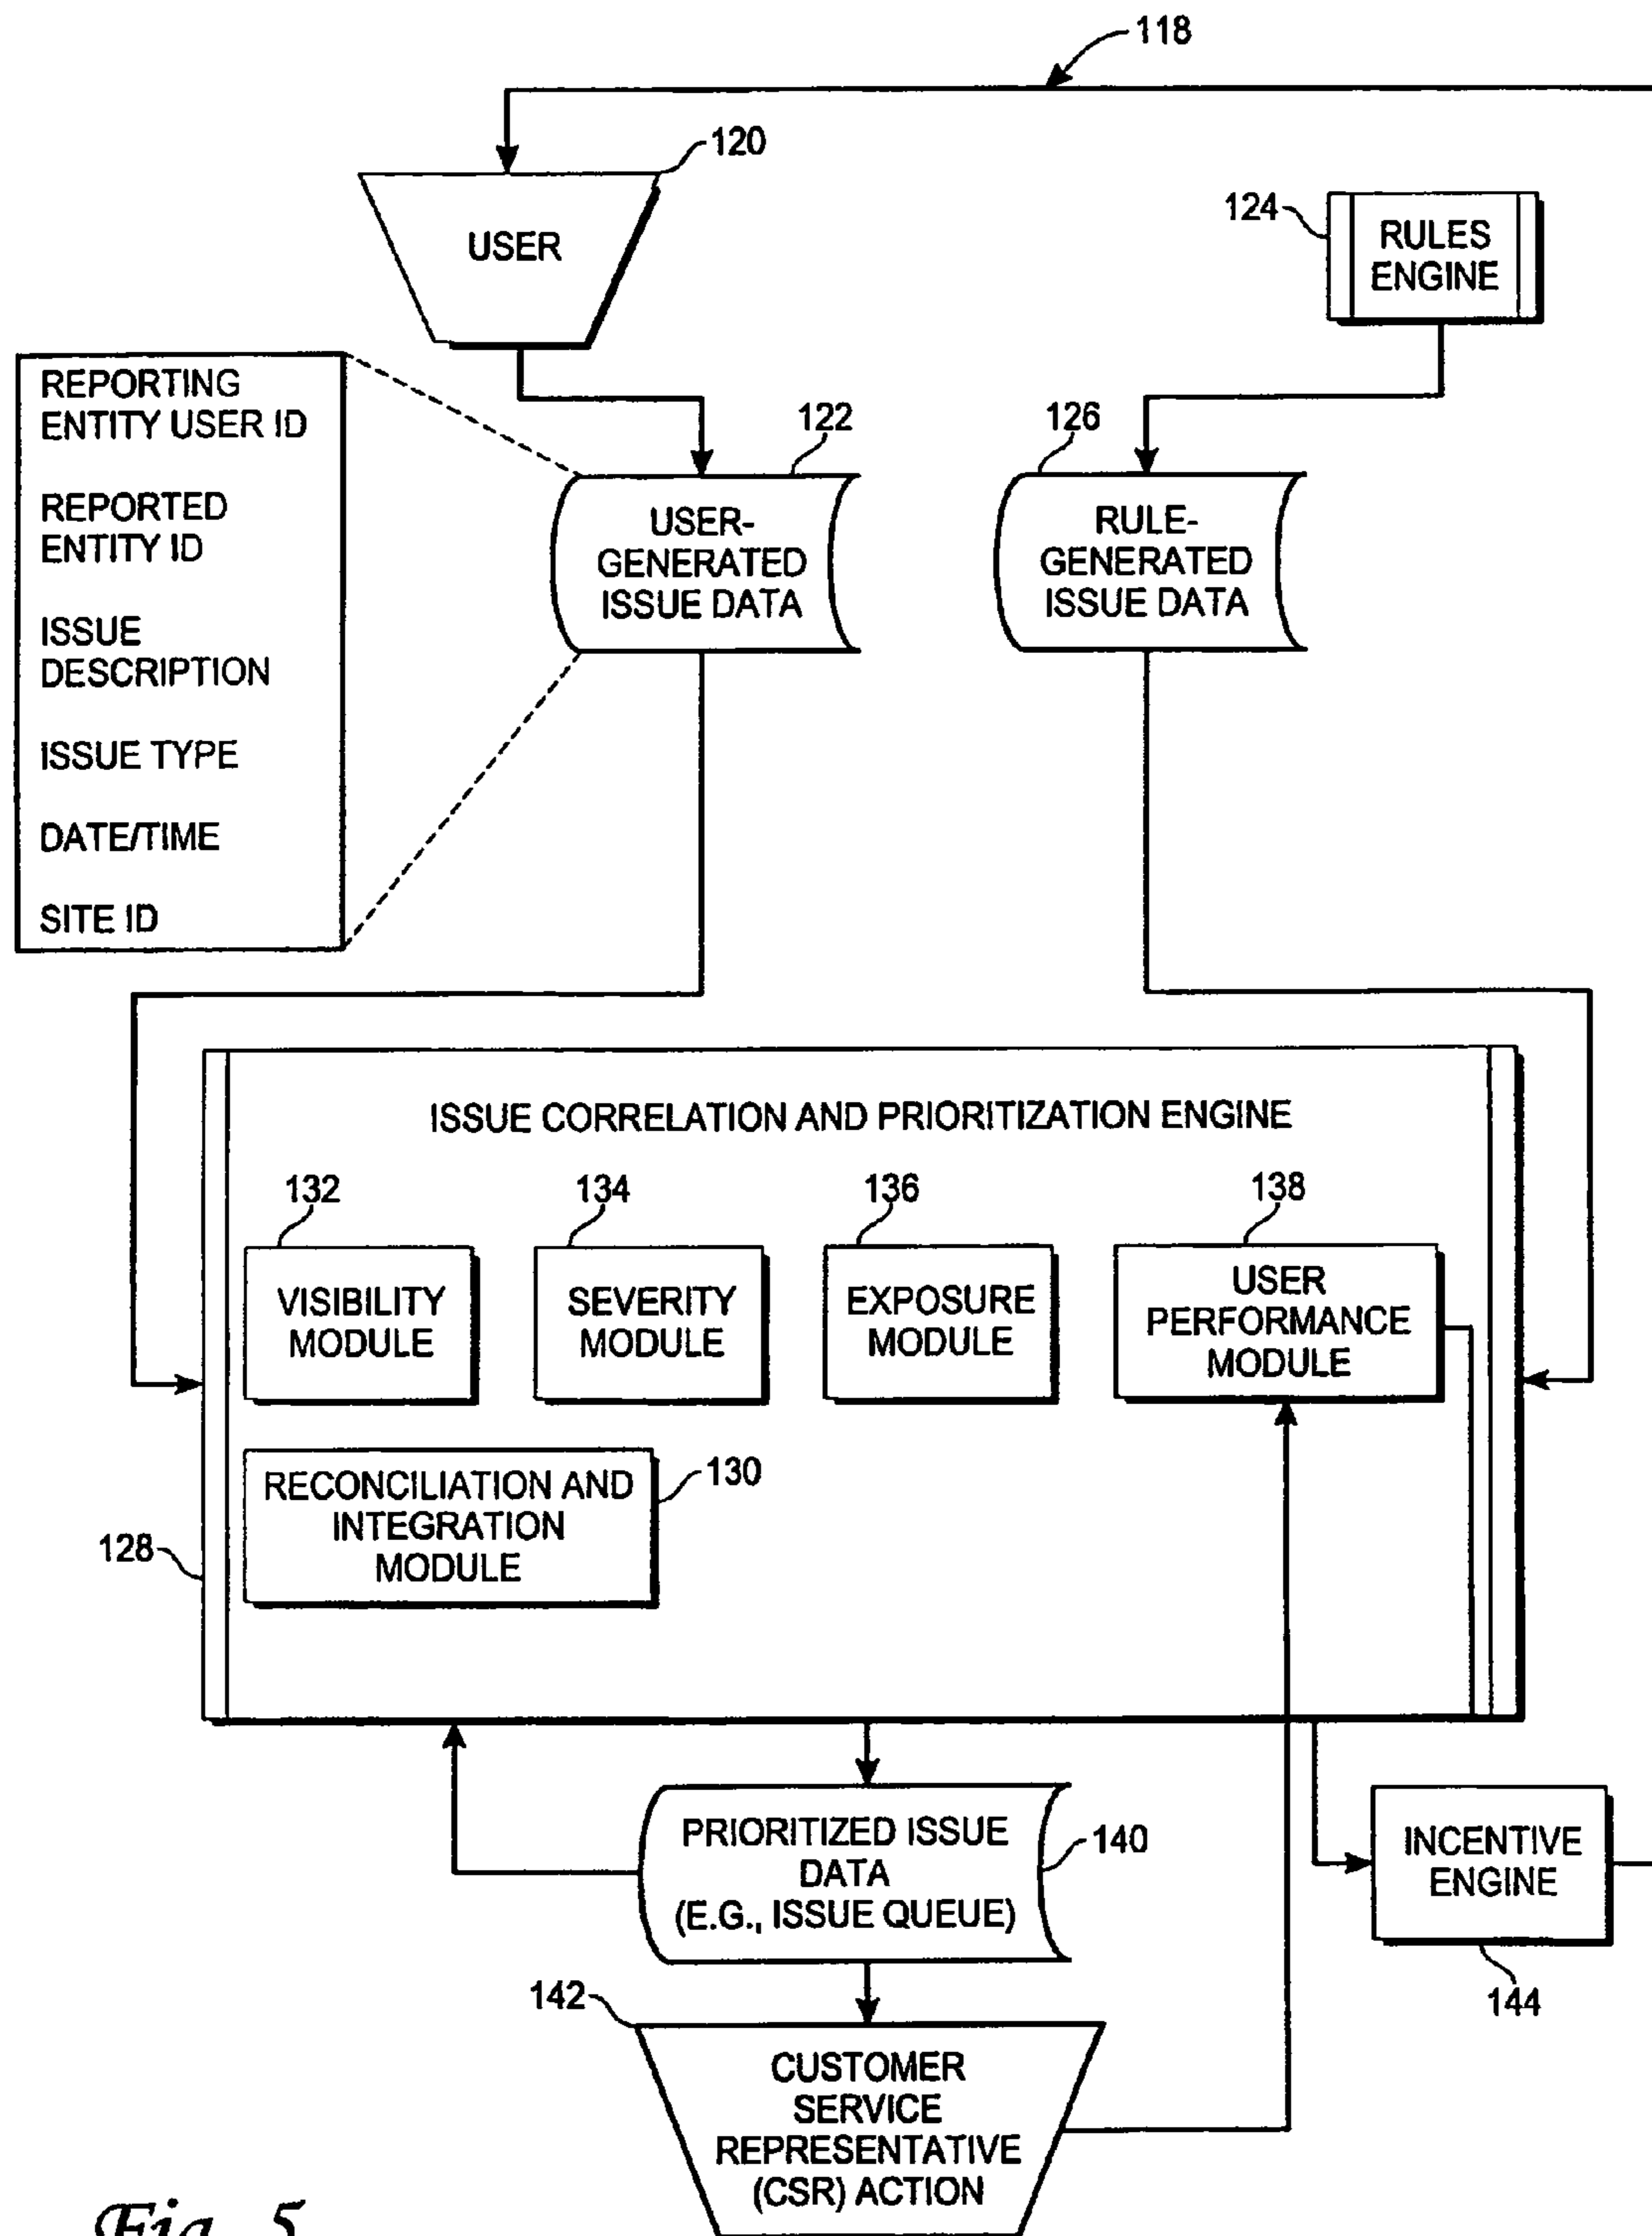 118
120
USER
124
RULES
ENGINE
REPORTING
ENTITY USER ID
REPORTED
ENTITY ID
ISSUE
DESCRIPTION
ISSUE TYPE
DATE/TIME
SITE ID
122
USER-
GENERATED
ISSUE DATA
126
RULE-
GENERATED
ISSUE DATA
ISSUE CORRELATION AND PRIORITIZATION ENGINE
132
VISIBILITY
MODULE
134
SEVERITY
MODULE
136
EXPOSURE
MODULE
138
USER
PERFORMANCE
MODULE
RECONCILIATION AND
INTEGRATION
MODULE
130
128
PRIORITIZED ISSUE
DATA
(E.G., ISSUE QUEUE)
140
INCENTIVE
ENGINE
144
142
CUSTOMER
SERVICE
REPRESENTATIVE
(CSR) ACTION
Fig. 5